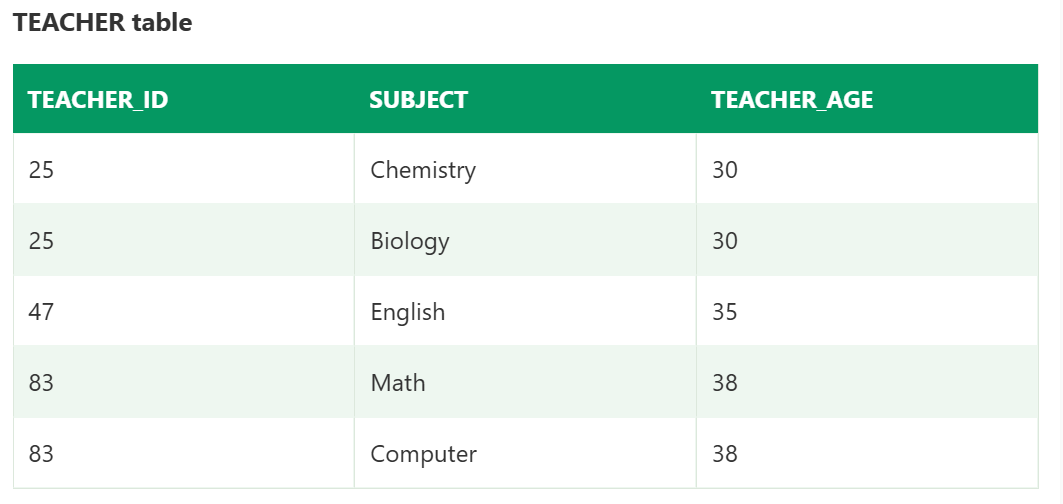 TEACHER table
TEACHER_ID SUBJECT TEACHER_AGE
25 Chemistry 30
25 Biology 30
47 English 35
83 Math 38
83 Computer 38